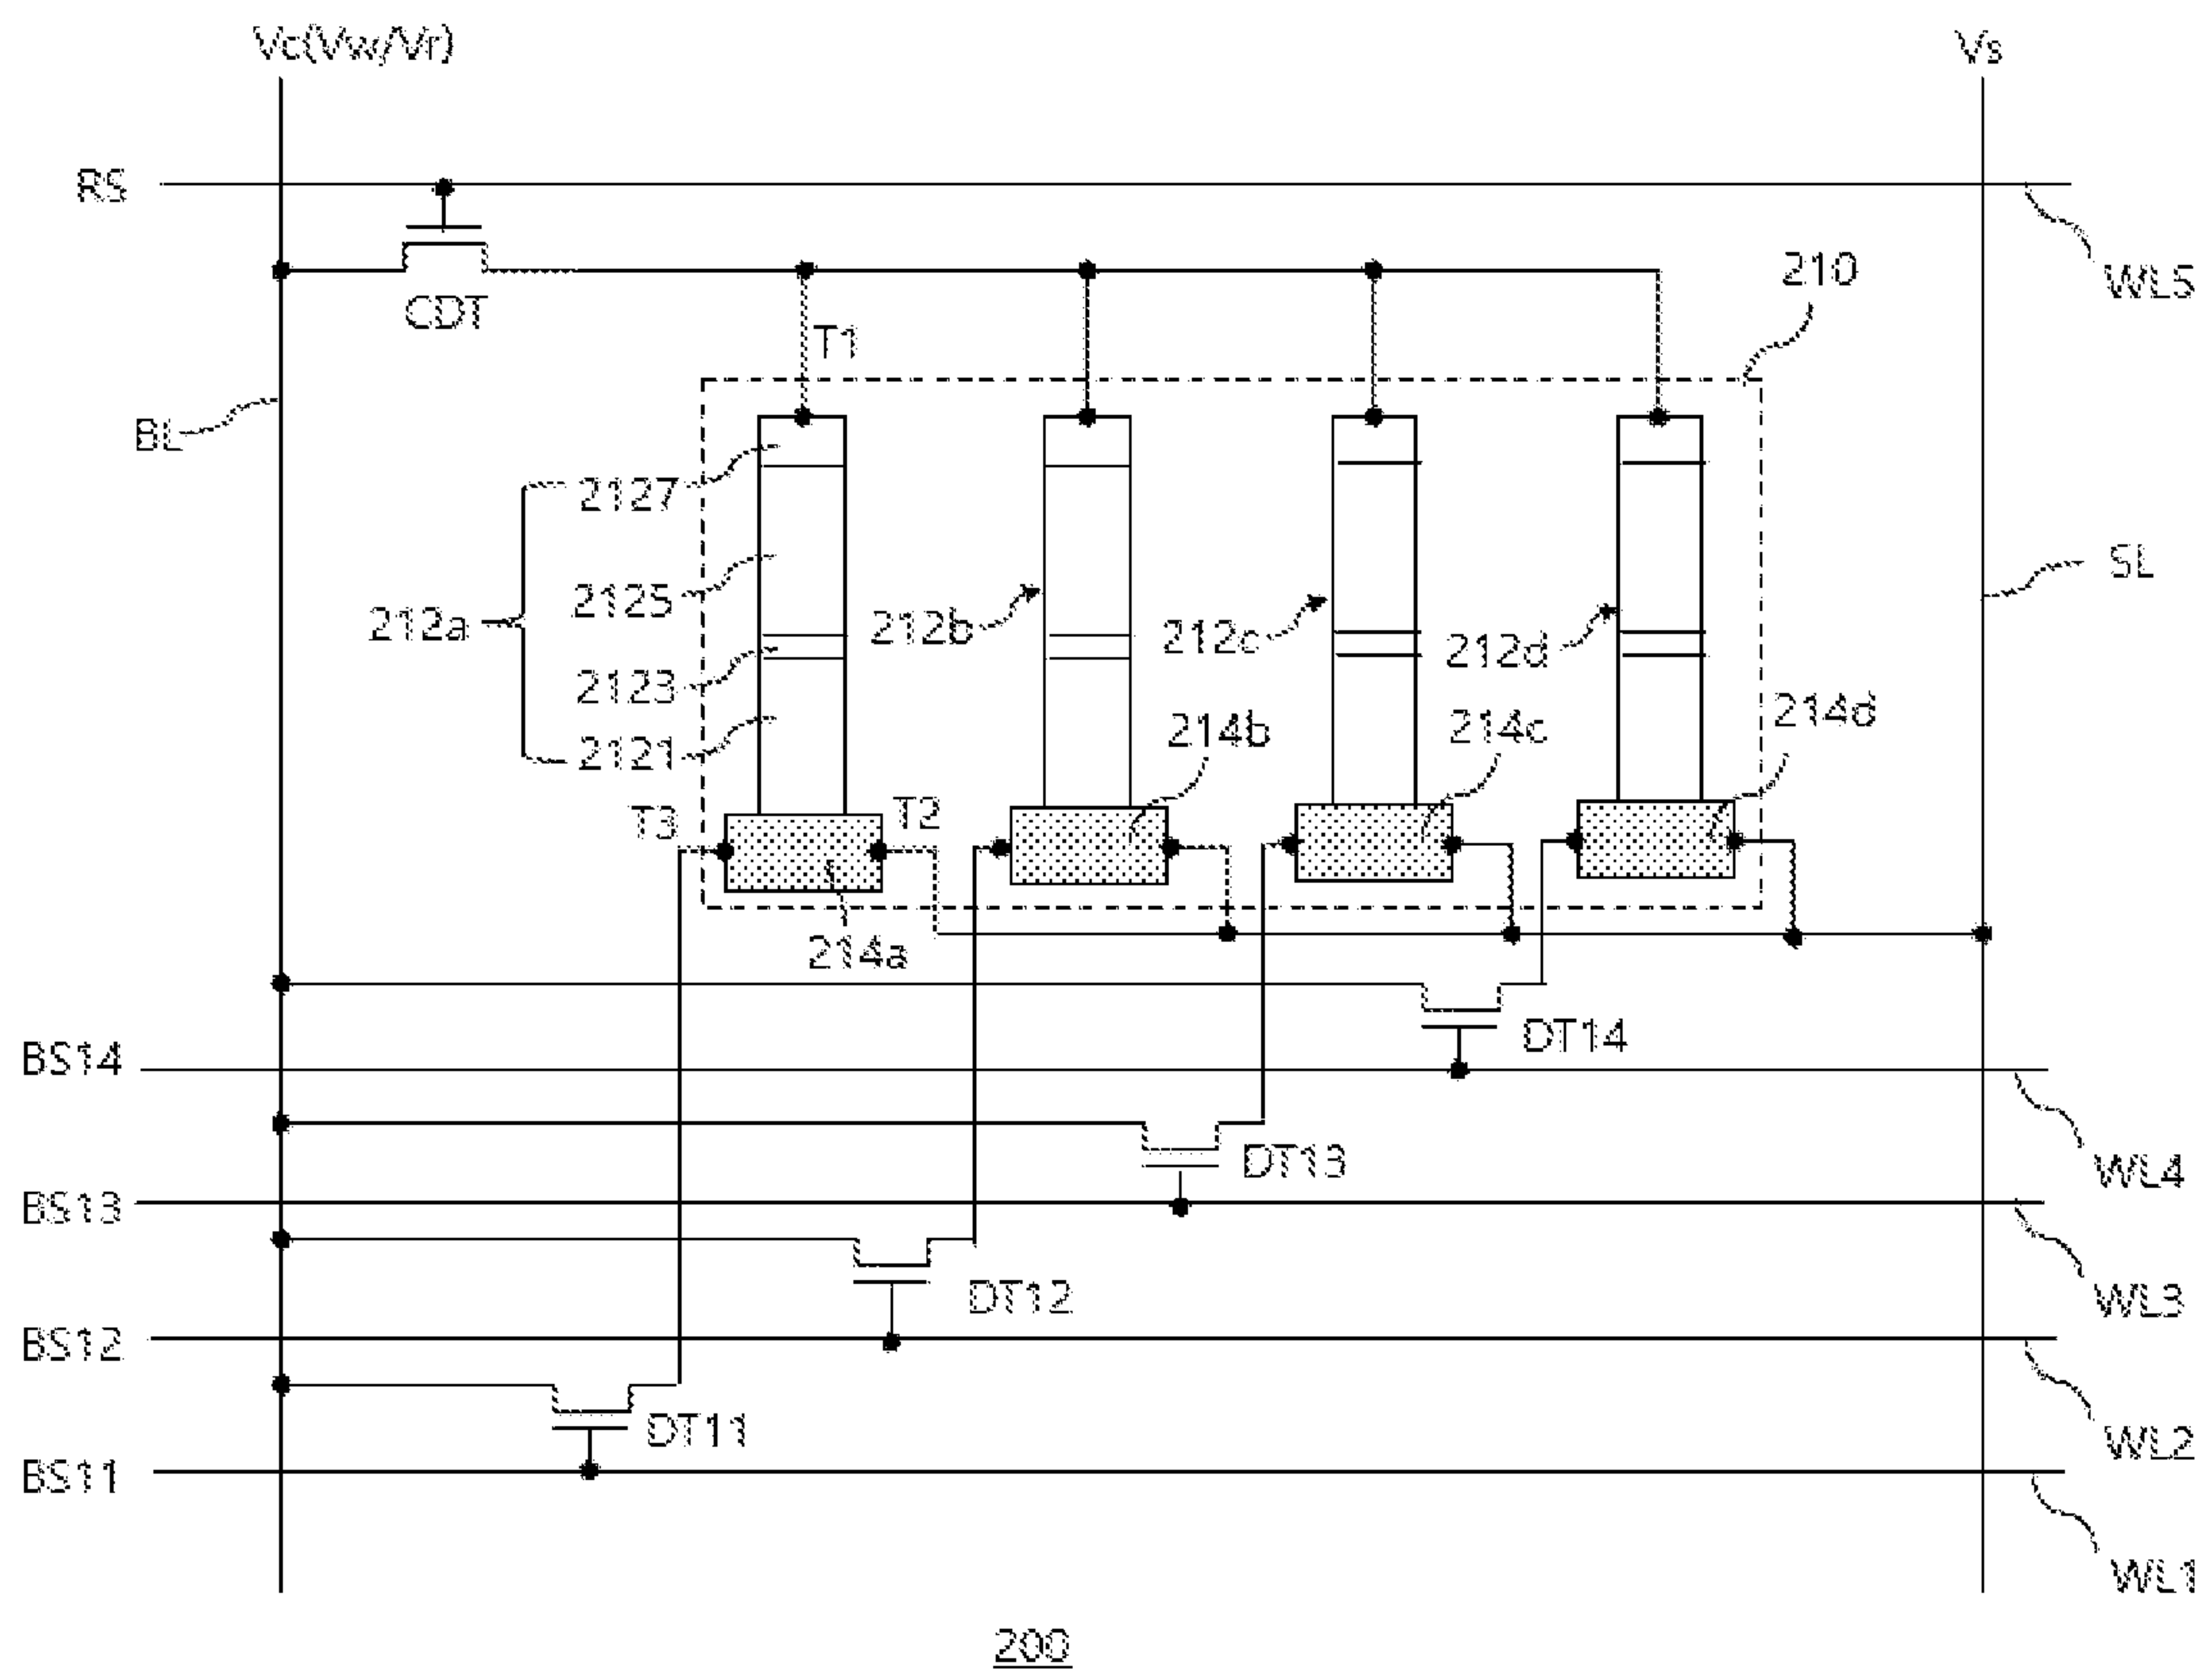 Vc(Vw/Vr)
Vs
RS
WL5
CDT
210
T1
BL
2127
SL
2125
212a
212b
212c
212d
2123
214d
214b
214c
2121
T3
T2
214a
DT14
BS14
DT13
WL4
BS13
DT12
WL3
BS12
DT11
WL2
BS11
WL1
200